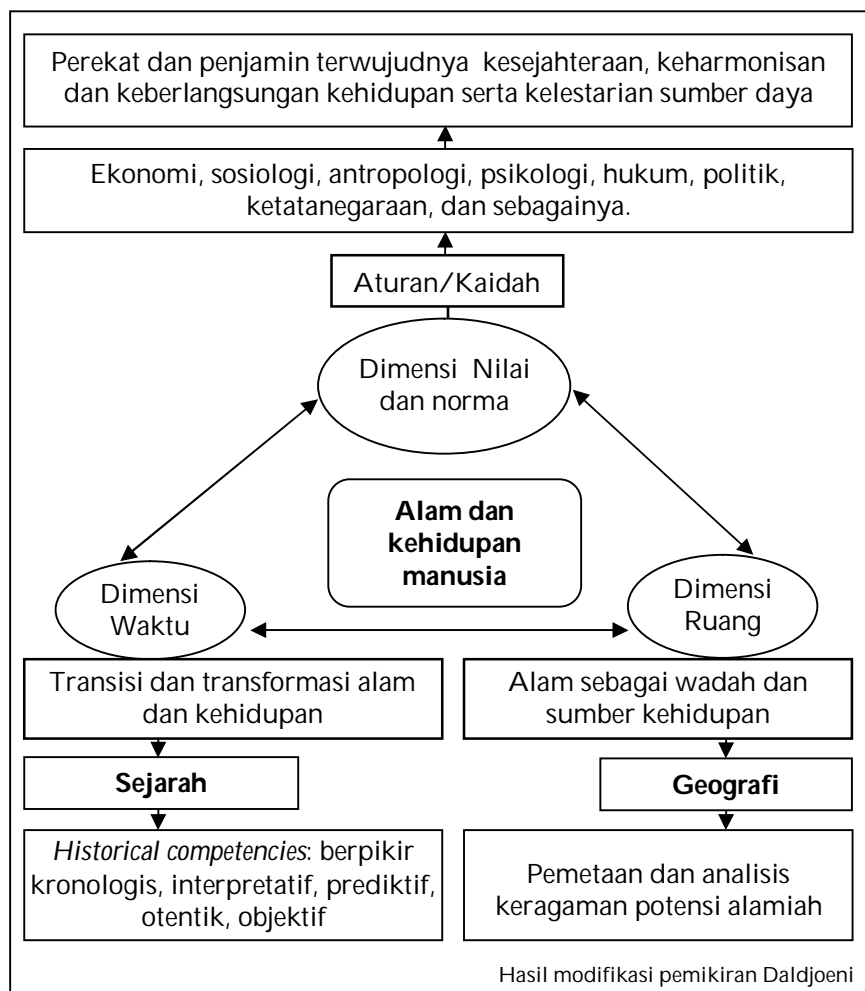 Perekat dan penjamin terwujudnya kesejahteraan, keharmonisan
dan keberlangsungan kehidupan serta kelestarian sumber daya
Ekonomi, sosiologi, antropologi, psikologi, hukum, politik,
ketatanegaraan, dan sebagainya.
Aturan/Kaidah
Dimensi Nilai
dan norma
Alam dan
kehidupan
manusia
Dimensi
Waktu
Dimensi
Ruang
Transisi dan transformasi alam
dan kehidupan
Alam sebagai wadah dan
sumber kehidupan
Sejarah
Geografi
Historical competencies: berpikir
kronologis, interpretatif, prediktif,
otentik, objektif
Pemetaan dan analisis
keragaman potensi alamiah
Hasil modifikasi pemikiran Daldjoeni